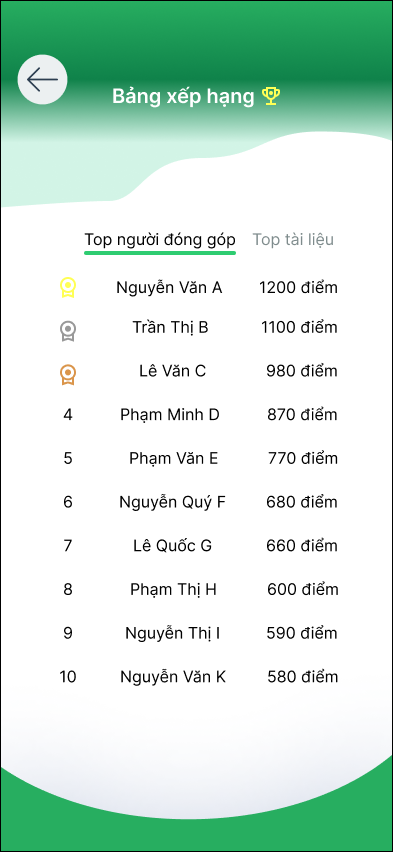 Bảng xếp hạng
Top người đóng góp Top tài liệu
Nguyễn Văn A 1200 điểm
Trần Thị B 1100 điểm
Lê Văn C 980 điểm
4 Phạm Minh D 870 điểm
5 Phạm Văn E 770 điểm
6 Nguyễn Quý F 680 điểm
7 Lê Quốc G 660 điểm
8 Phạm Thị H 600 điểm
9 Nguyễn Thị I 590 điểm
10 Nguyễn Văn K 580 điểm